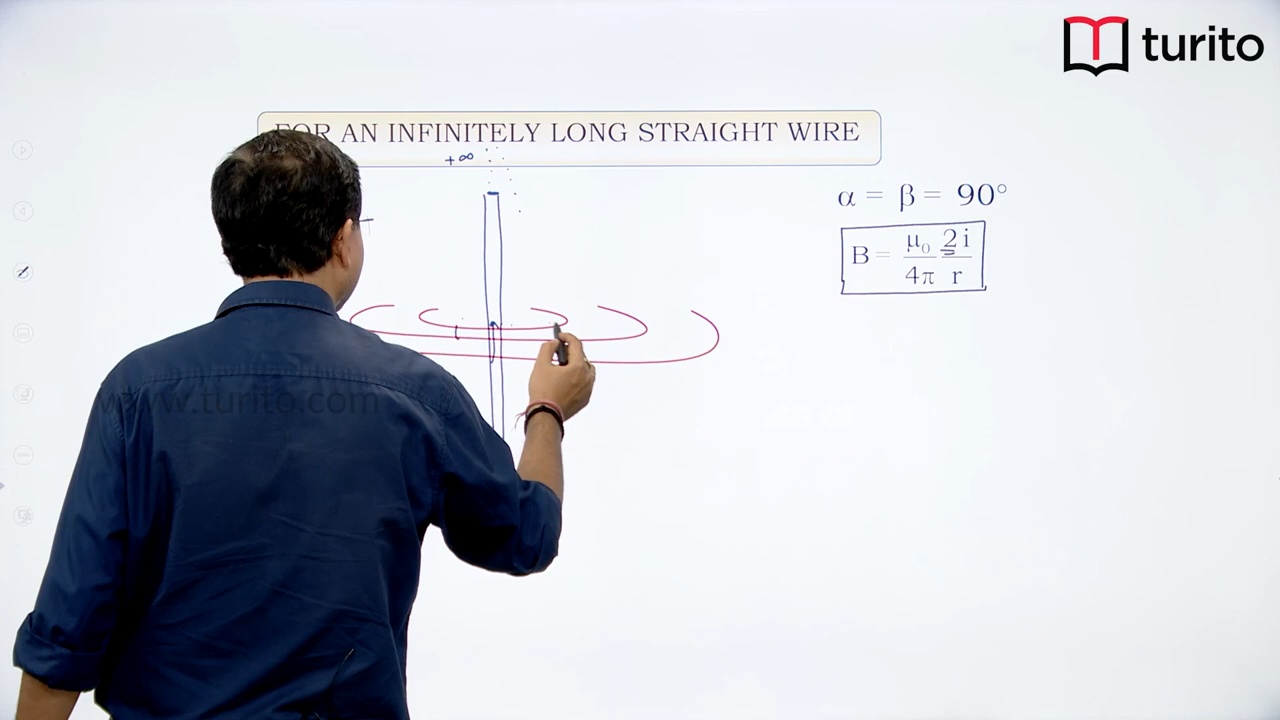 turito
FOR AN INFINITELY LONG STRAIGHT WIRE
+∞
α = β = 90°
B = μ₀/4π 2i/r
www.turito.com